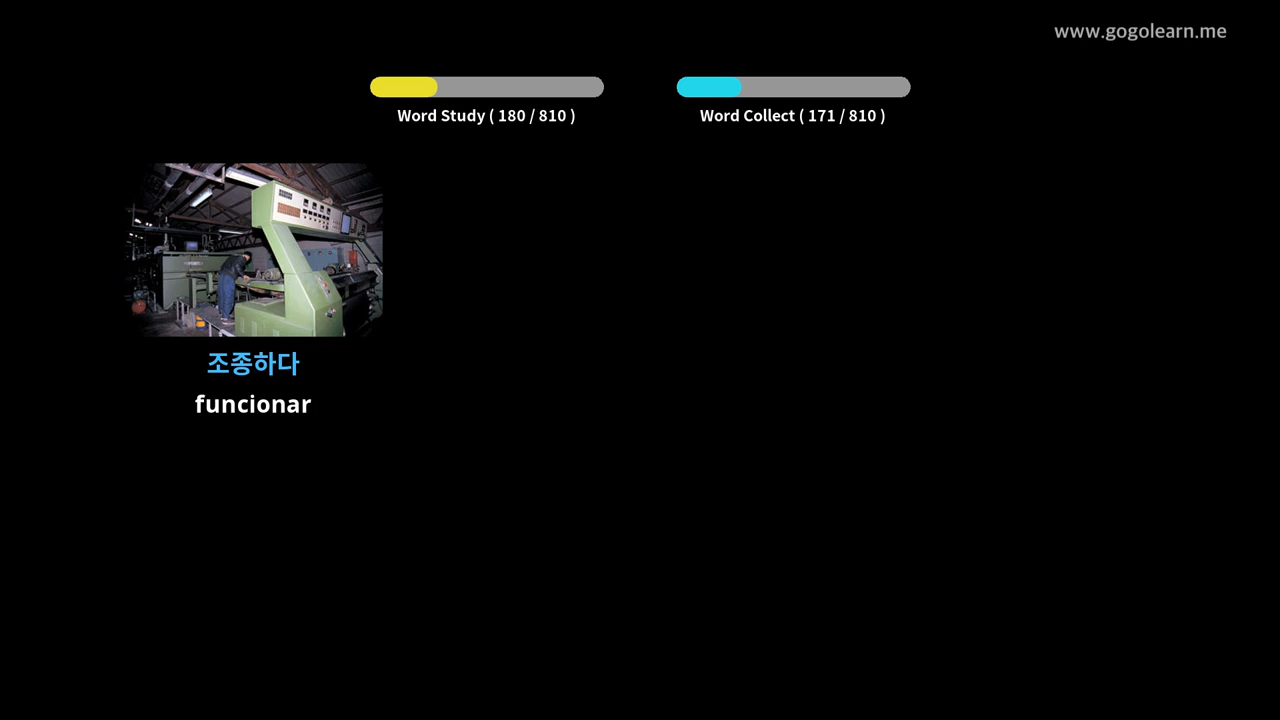 www.gogolearn.me
Word Study ( 180 / 810 )
Word Collect ( 171 / 810 )
조종하다
funcionar